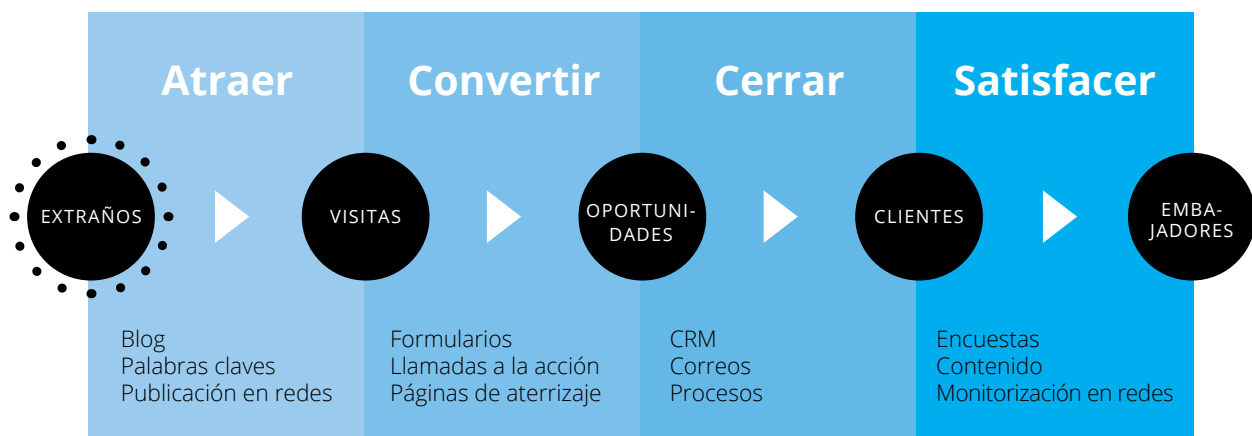 Atraer
Convertir
Cerrar
Satisfacer
EXTRAÑOS
VISITAS
OPORTUNI-
DADES
CLIENTES
EMBA-
JADORES
Blog
Palabras claves
Publicación en redes
Formularios
Llamadas a la acción
Páginas de aterrizaje
CRM
Correos
Procesos
Encuestas
Contenido
Monitorización en redes